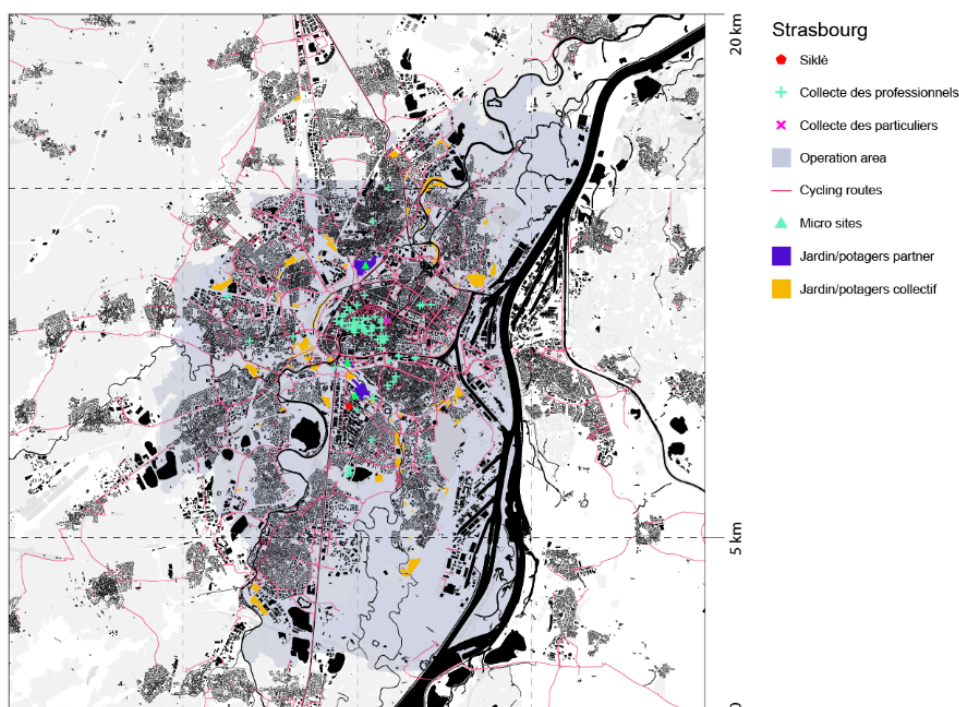 Strasbourg
Siklè
Collecte des professionnels
Collecte des particuliers
Operation area
Cycling routes
Micro sites
Jardin/potagers partner
Jardin/potagers collectif
20 km
5 km
0